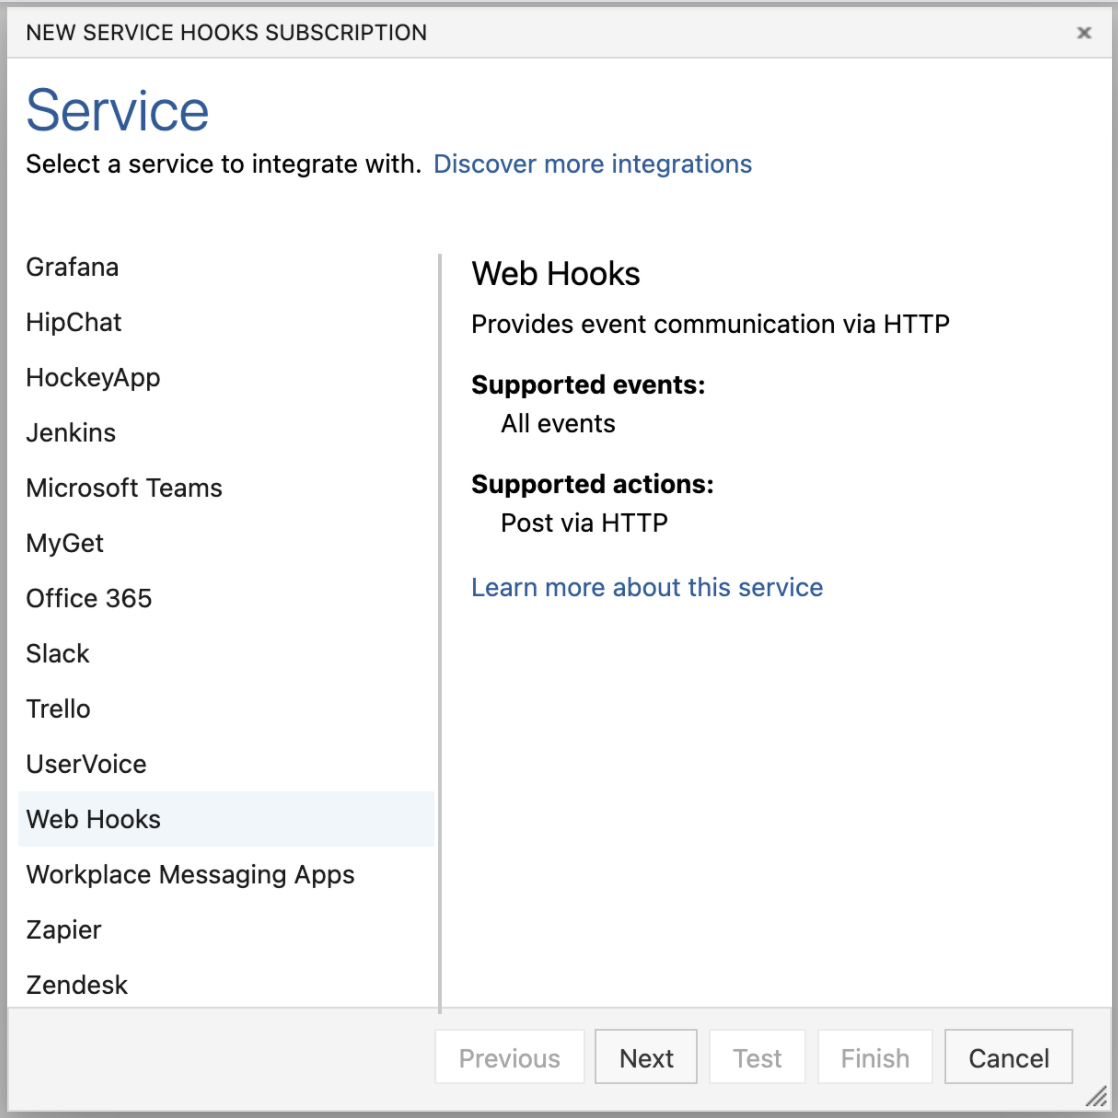 NEW SERVICE HOOKS SUBSCRIPTION
×
Service
Select a service to integrate with. Discover more integrations
Grafana
HipChat
HockeyApp
Jenkins
Microsoft Teams
MyGet
Office 365
Slack
Trello
UserVoice
Web Hooks
Workplace Messaging Apps
Zapier
Zendesk
Web Hooks
Provides event communication via HTTP
Supported events:
All events
Supported actions:
Post via HTTP
Learn more about this service
Previous Next Test Finish Cancel